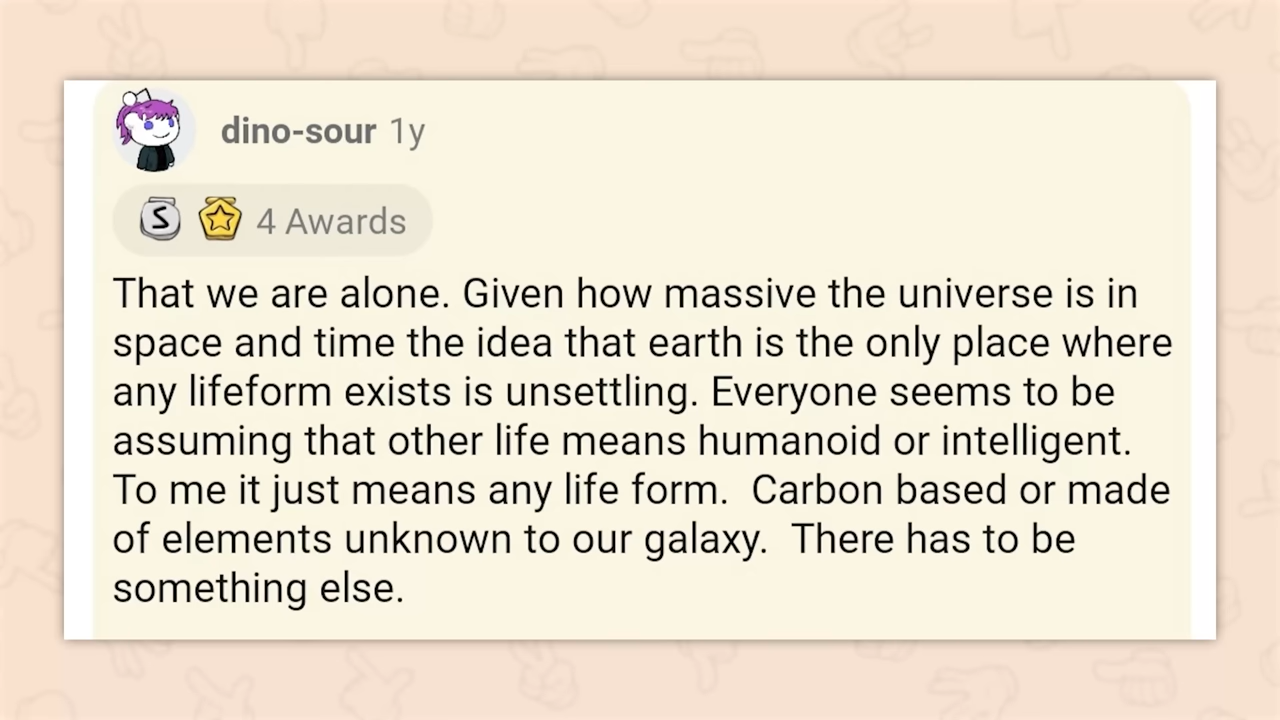 dino-sour 1y
S 4 Awards
That we are alone. Given how massive the universe is in
space and time the idea that earth is the only place where
any lifeform exists is unsettling. Everyone seems to be
assuming that other life means humanoid or intelligent.
To me it just means any life form.  Carbon based or made
of elements unknown to our galaxy.  There has to be
something else.